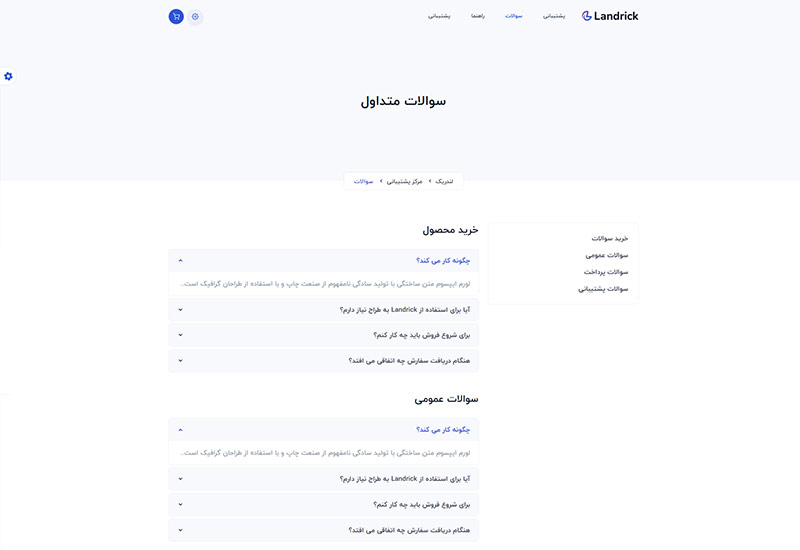 Landrick
پشتیبانی
سوالات
راهنما
پشتیبانی
سوالات متداول
لندریک › مرکز پشتیبانی › سوالات
خرید سوالات
سوالات عمومی
سوالات پرداخت
سوالات پشتیبانی
خرید محصول
چگونه کار می کند؟
لورم ایپسوم متن ساختگی با تولید سادگی نامفهوم از صنعت چاپ و با استفاده از طراحان گرافیک است..
آیا برای استفاده از Landrick به طراح نیاز دارم؟
برای شروع فروش باید چه کار کنم؟
هنگام دریافت سفارش چه اتفاقی می افتد؟
سوالات عمومی
چگونه کار می کند؟
لورم ایپسوم متن ساختگی با تولید سادگی نامفهوم از صنعت چاپ و با استفاده از طراحان گرافیک است..
آیا برای استفاده از Landrick به طراح نیاز دارم؟
برای شروع فروش باید چه کار کنم؟
هنگام دریافت سفارش چه اتفاقی می افتد؟